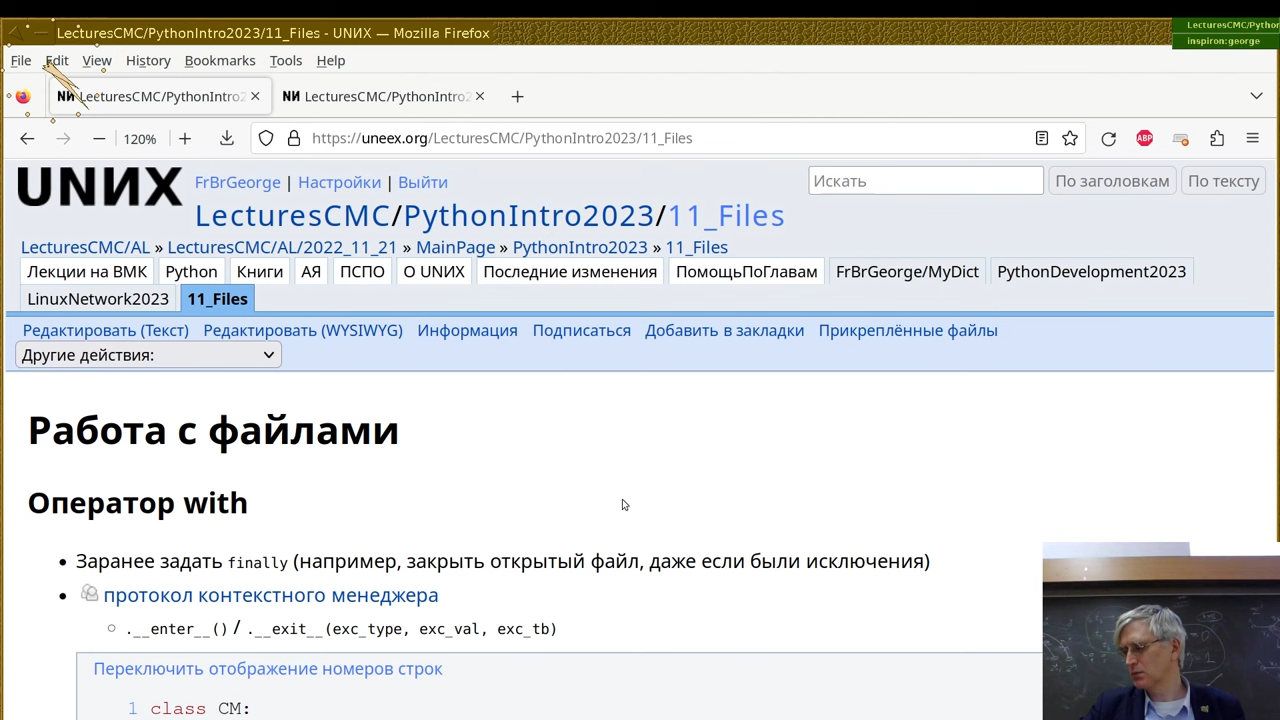 LecturesCMC/PythonIntro2023/11_Files - UNИX — Mozilla Firefox
LecturesCMC/Python
inspiron:george
File Edit View History Bookmarks Tools Help
NИ LecturesCMC/PythonIntro2 NИ LecturesCMC/PythonIntro2
120% https://uneex.org/LecturesCMC/PythonIntro2023/11_Files ABP
UNИX FrBrGeorge | Настройки | Выйти Искать По заголовкам По тексту
LecturesCMC/PythonIntro2023/11_Files
LecturesCMC/AL » LecturesCMC/AL/2022_11_21 » MainPage » PythonIntro2023 » 11_Files
Лекции на ВМК Python Книги АЯ ПСПО О UNIX Последние изменения ПомощьПоГлавам FrBrGeorge/MyDict PythonDevelopment2023
LinuxNetwork2023 11_Files
Редактировать (Текст) Редактировать (WYSIWYG) Информация Подписаться Добавить в закладки Прикреплённые файлы
Другие действия:
Работа с файлами
Оператор with
• Заранее задать finally (например, закрыть открытый файл, даже если были исключения)
• протокол контекстного менеджера
○ .__enter__() / .__exit__(exc_type, exc_val, exc_tb)
Переключить отображение номеров строк
1 class CM: